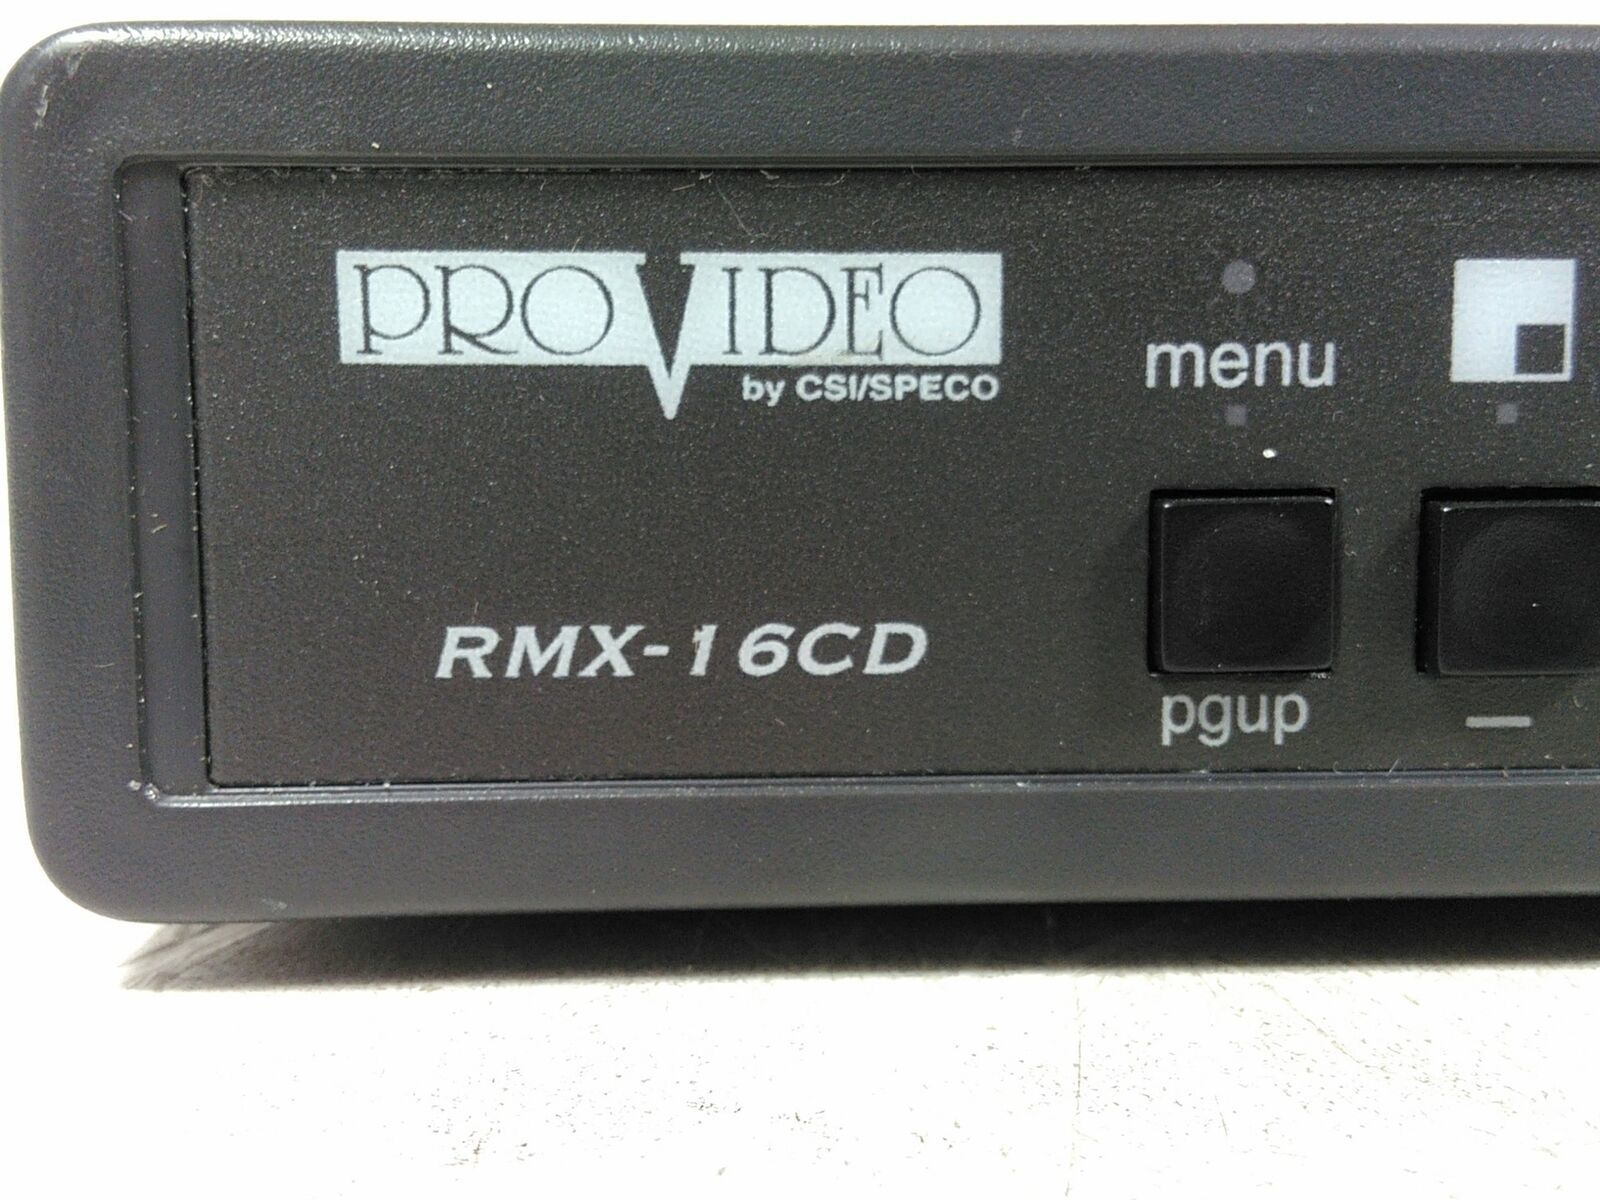 PROVIDEO
by CSI/SPECO
menu
RMX-16CD
pgup
–